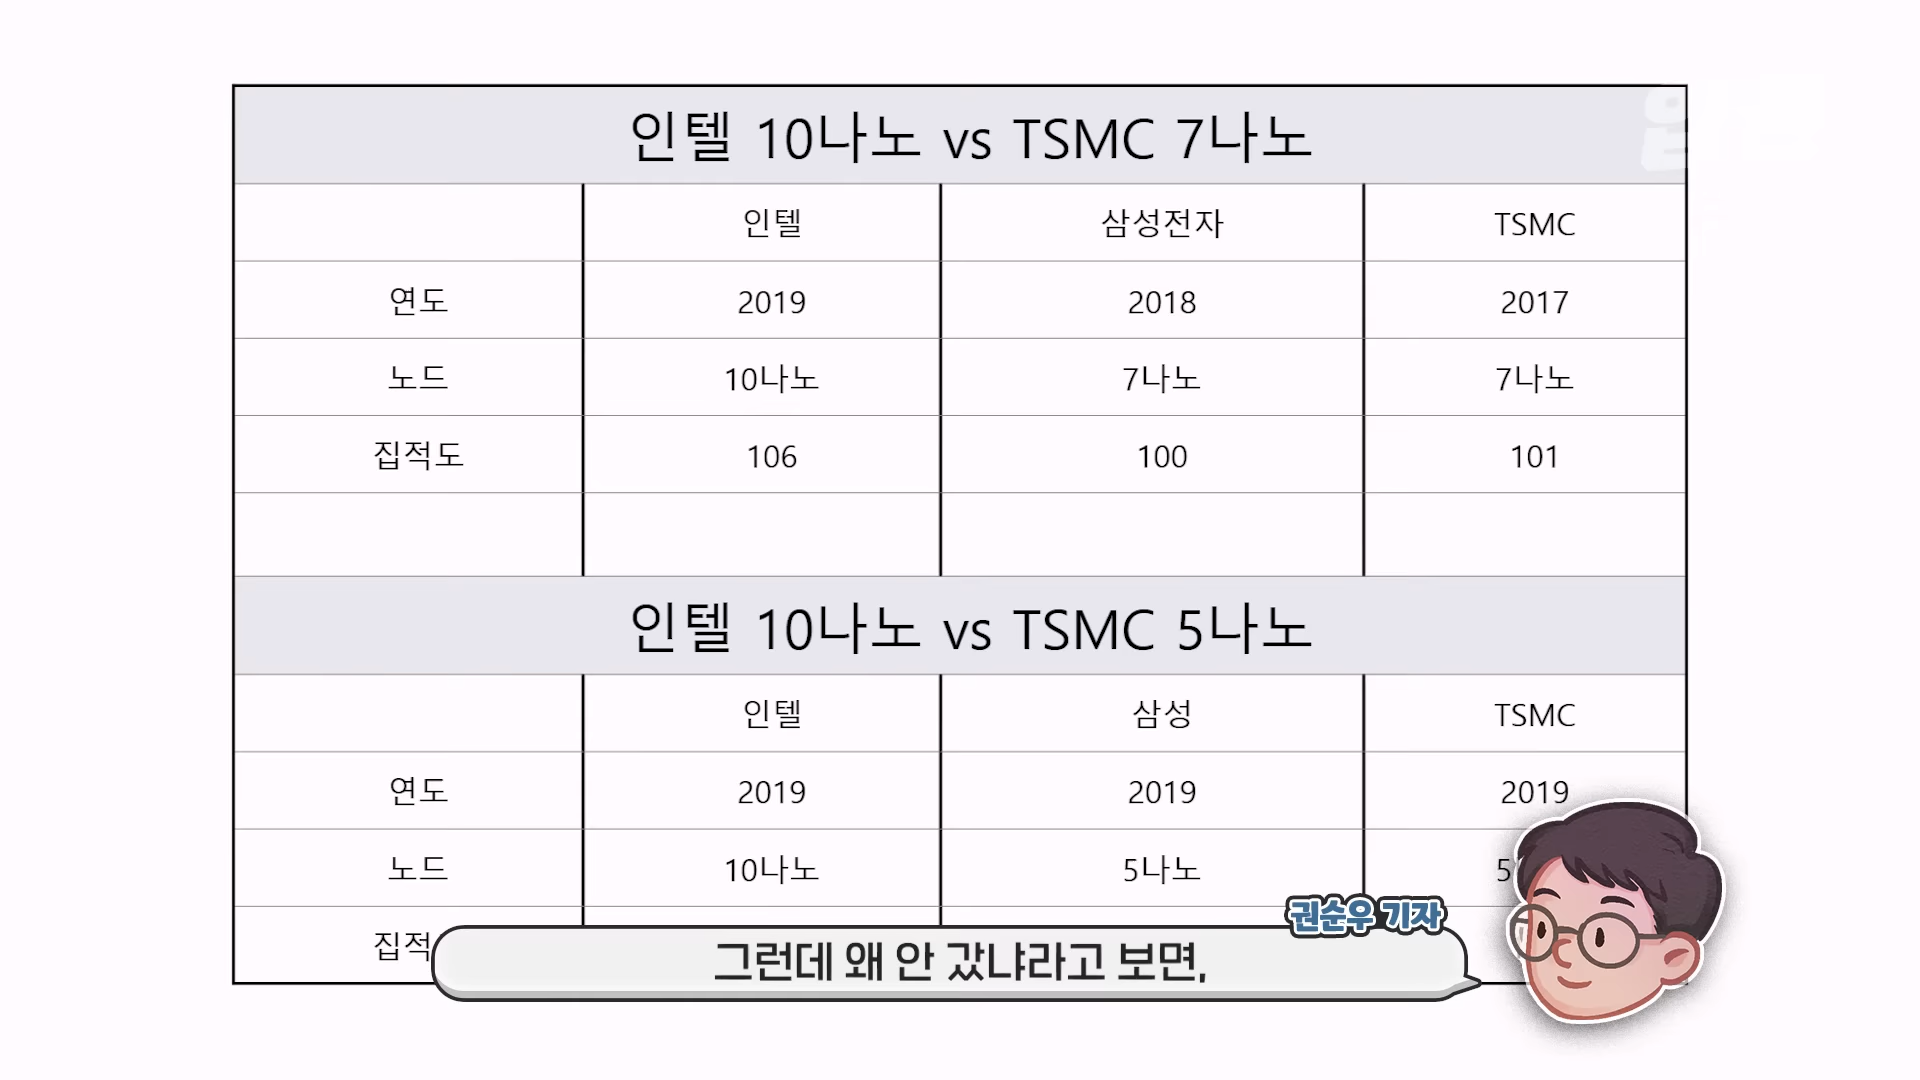 인텔 10나노 vs TSMC 7나노
인텔 삼성전자 TSMC
연도 2019 2018 2017
노드 10나노 7나노 7나노
집적도 106 100 101
인텔 10나노 vs TSMC 5나노
인텔 삼성 TSMC
연도 2019 2019 2019
노드 10나노 5나노 5
집적
권순우 기자
그런데 왜 안 갔냐라고 보면,